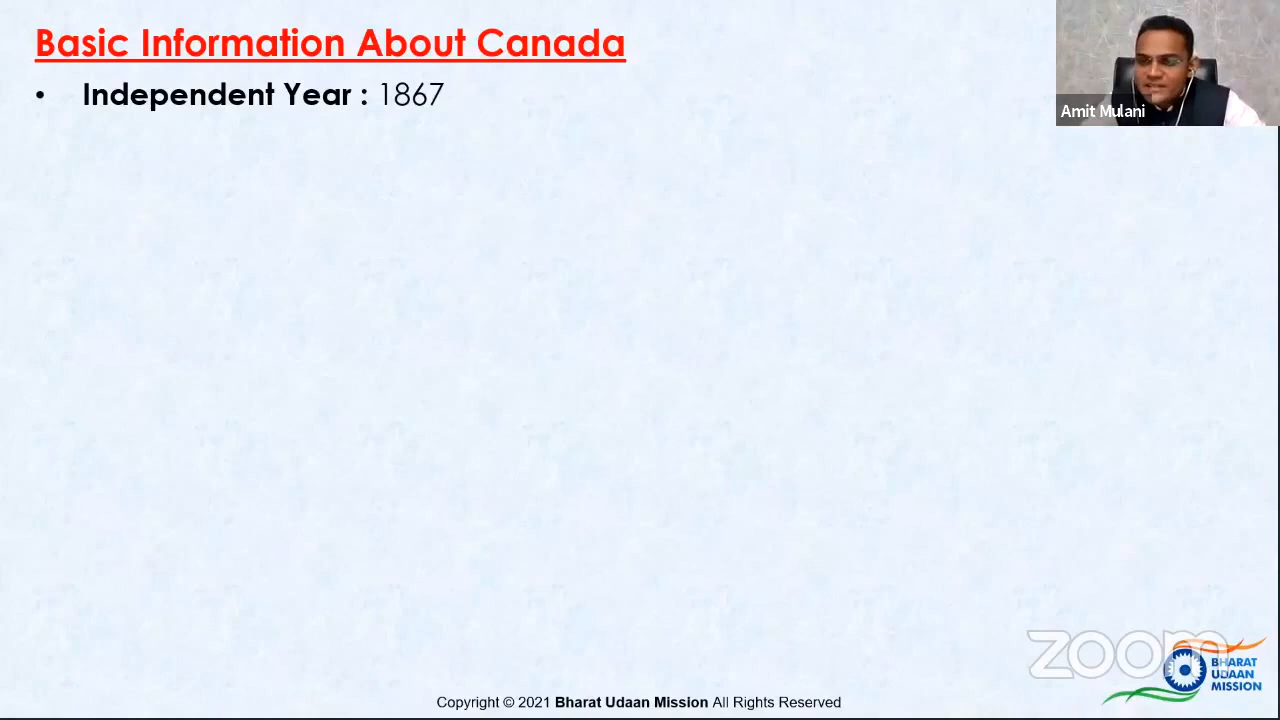 Basic Information About Canada
• Independent Year : 1867
Amit Mulani
zoom
BHARAT
UDAAN
MISSION
Copyright © 2021 Bharat Udaan Mission All Rights Reserved